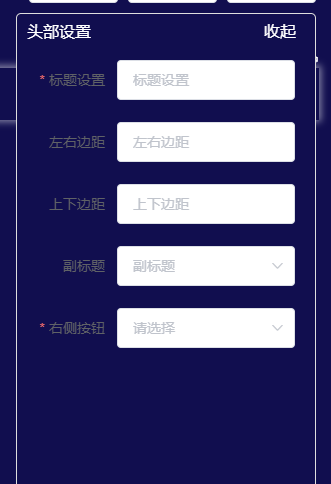 头部设置 收起
* 标题设置 标题设置
左右边距 左右边距
上下边距 上下边距
副标题 副标题
* 右侧按钮 请选择